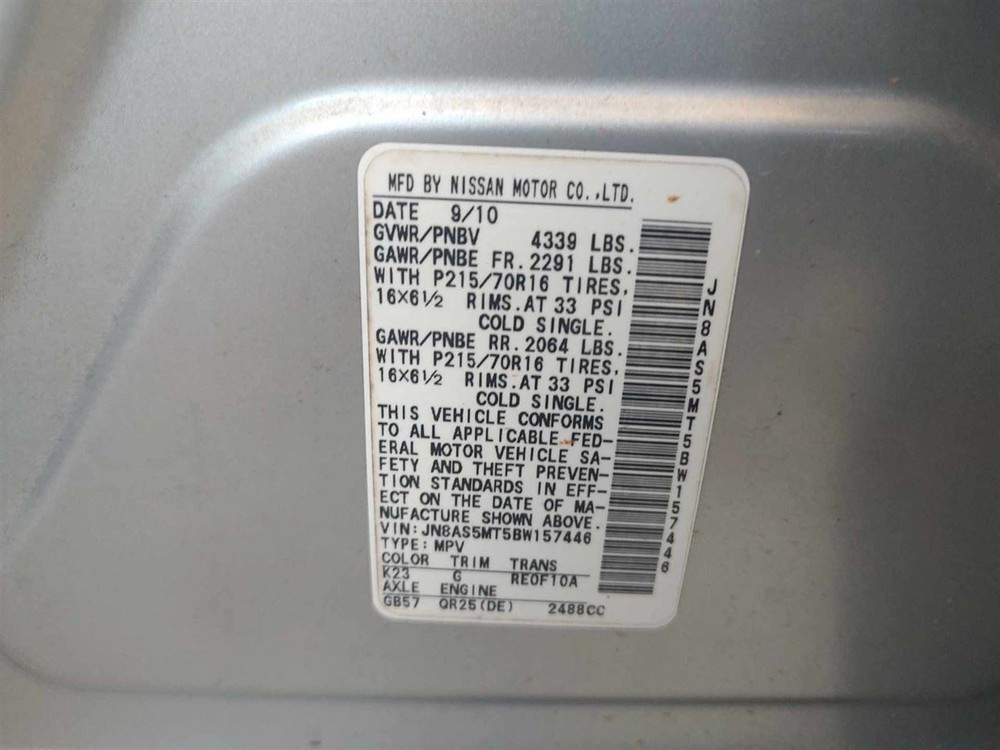 MFD BY NISSAN MOTOR CO.,LTD.
DATE 9/10
GVWR/PNBV 4339 LBS.
GAWR/PNBE FR.2291 LBS.
WITH P215/70R16 TIRES,
16X6½ RIMS.AT 33 PSI
COLD SINGLE.
GAWR/PNBE RR.2064 LBS.
WITH P215/70R16 TIRES,
16X6½ RIMS.AT 33 PSI
COLD SINGLE.
THIS VEHICLE CONFORMS
TO ALL APPLICABLE FED-
ERAL MOTOR VEHICLE SA-
FETY AND THEFT PREVEN-
TION STANDARDS IN EFF-
ECT ON THE DATE OF MA-
NUFACTURE SHOWN ABOVE.
VIN:JN8AS5MT5BW157446
TYPE:MPV
COLOR TRIM TRANS
K23 G RE0F10A
AXLE ENGINE
GB57 QR25(DE) 2488CC
JN8AS5MT5BW157446